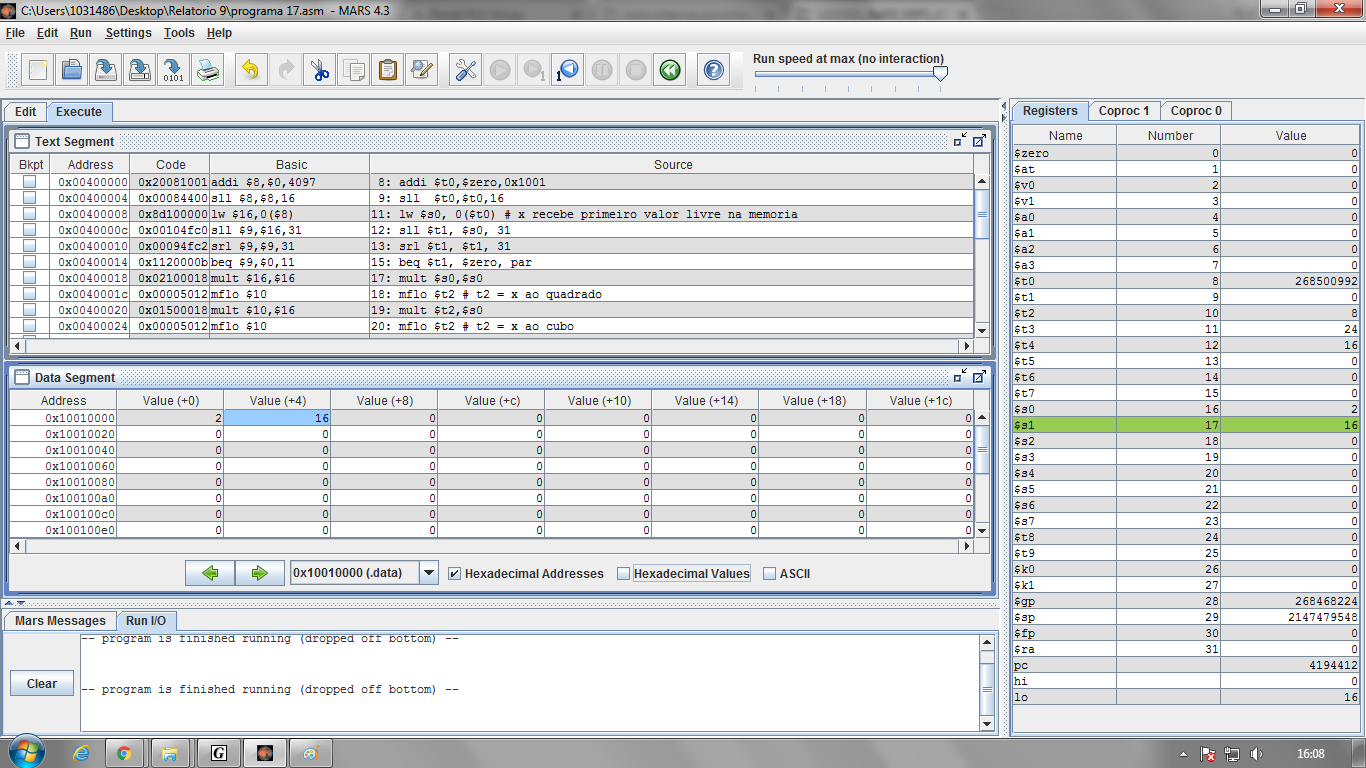 C:\Users\1031486\Desktop\Relatorio 9\programa 17.asm - MARS 4.3
File Edit Run Settings Tools Help
Run speed at max (no interaction)
Edit Execute
Text Segment
Bkpt Address Code Basic Source
0x00400000 0x20081001 addi $8,$0,4097 8: addi $t0,$zero,0x1001
0x00400004 0x00084400 sll $8,$8,16 9: sll $t0,$t0,16
0x00400008 0x8d100000 lw $16,0($8) 11: lw $s0, 0($t0) # x recebe primeiro valor livre na memoria
0x0040000c 0x00104fc0 sll $9,$16,31 12: sll $t1, $s0, 31
0x00400010 0x00094fc2 srl $9,$9,31 13: srl $t1, $t1, 31
0x00400014 0x1120000b beq $9,$0,11 15: beq $t1, $zero, par
0x00400018 0x02100018 mult $16,$16 17: mult $s0,$s0
0x0040001c 0x00005012 mflo $10 18: mflo $t2 # t2 = x ao quadrado
0x00400020 0x01500018 mult $10,$16 19: mult $t2,$s0
0x00400024 0x00005012 mflo $10 20: mflo $t2 # t2 = x ao cubo
Data Segment
Address Value (+0) Value (+4) Value (+8) Value (+c) Value (+10) Value (+14) Value (+18) Value (+1c)
0x10010000 2 16 0 0 0 0 0 0
0x10010020 0 0 0 0 0 0 0 0
0x10010040 0 0 0 0 0 0 0 0
0x10010060 0 0 0 0 0 0 0 0
0x10010080 0 0 0 0 0 0 0 0
0x100100a0 0 0 0 0 0 0 0 0
0x100100c0 0 0 0 0 0 0 0 0
0x100100e0 0 0 0 0 0 0 0 0
0x10010000 (.data) Hexadecimal Addresses Hexadecimal Values ASCII
Mars Messages Run I/O
-- program is finished running (dropped off bottom) --
-- program is finished running (dropped off bottom) --
Clear
Registers Coproc 1 Coproc 0
Name Number Value
$zero 0 0
$at 1 0
$v0 2 0
$v1 3 0
$a0 4 0
$a1 5 0
$a2 6 0
$a3 7 0
$t0 8 268500992
$t1 9 0
$t2 10 8
$t3 11 24
$t4 12 16
$t5 13 0
$t6 14 0
$t7 15 0
$s0 16 2
$s1 17 16
$s2 18 0
$s3 19 0
$s4 20 0
$s5 21 0
$s6 22 0
$s7 23 0
$t8 24 0
$t9 25 0
$k0 26 0
$k1 27 0
$gp 28 268468224
$sp 29 2147479548
$fp 30 0
$ra 31 0
pc 4194412
hi 0
lo 16
16:08